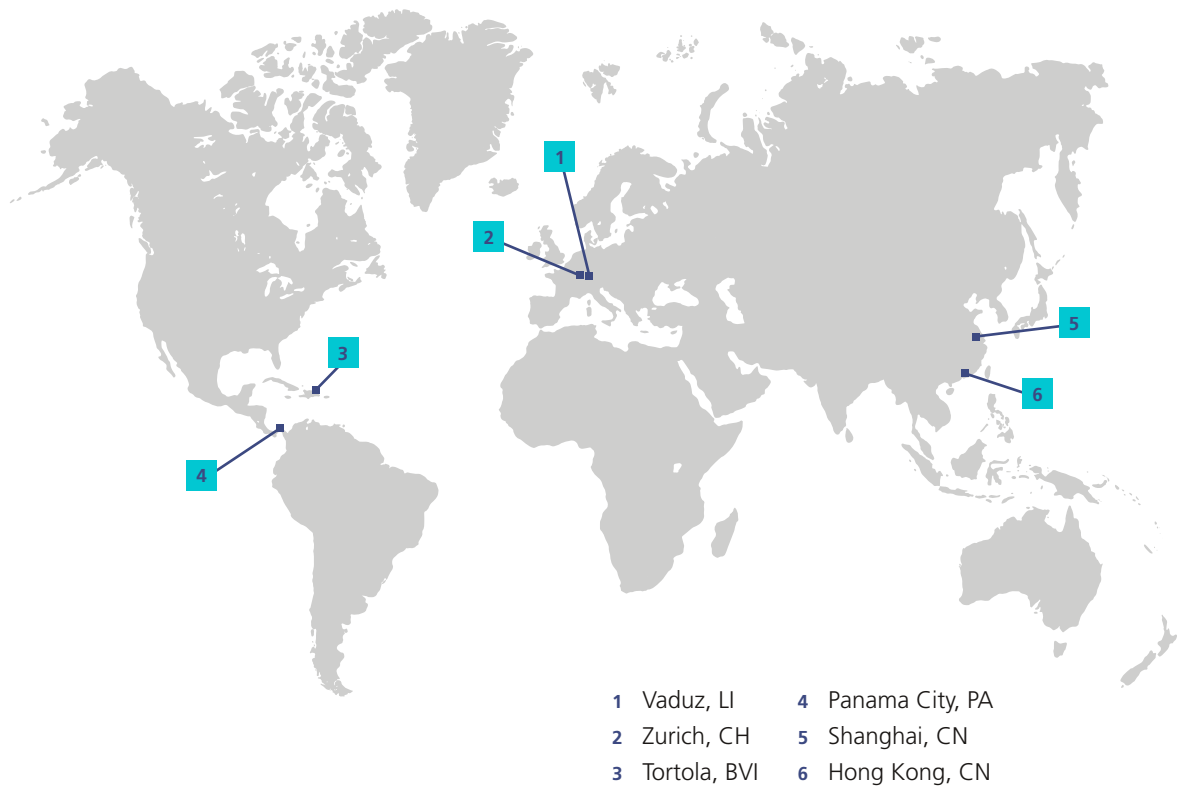 1
2
3
4
5
6
1 Vaduz, LI
2 Zurich, CH
3 Tortola, BVI
4 Panama City, PA
5 Shanghai, CN
6 Hong Kong, CN